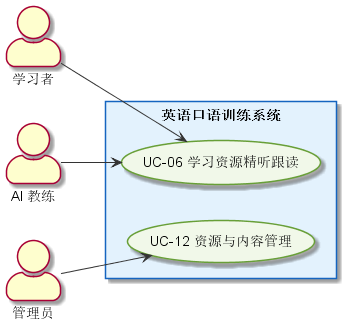 学习者
英语口语训练系统
UC-06 学习资源精听跟读
AI 教练
UC-12 资源与内容管理
管理员